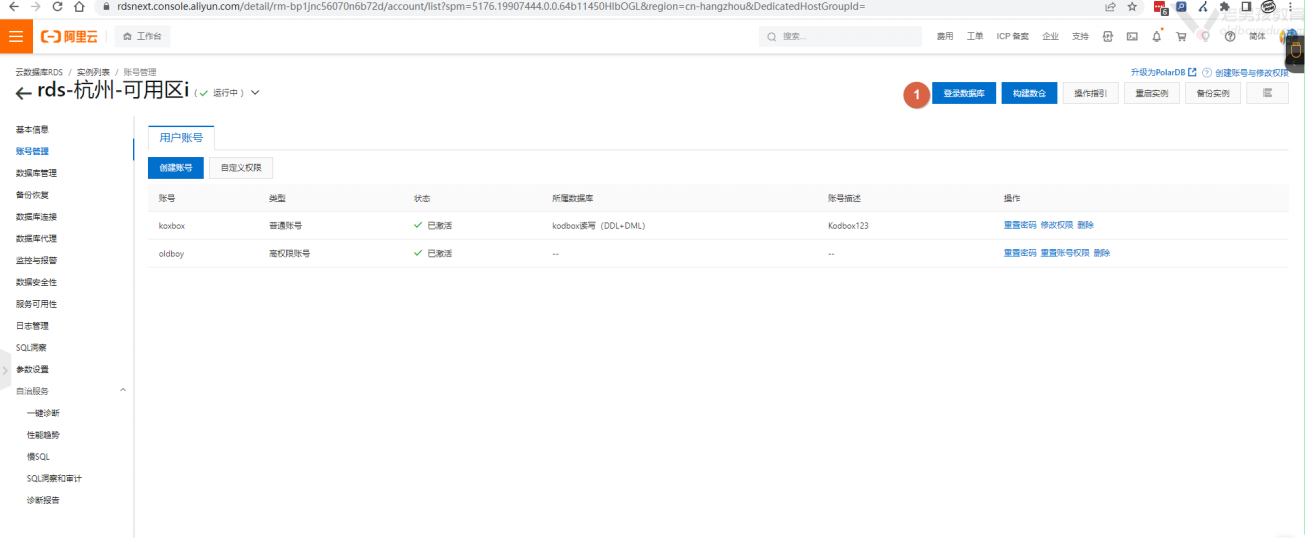 rdsnext.console.aliyun.com/detail/rm-bp1jnc56070n6b72d/account/list?spm=5176.19907444.0.0.64b11450HlbOGL&region=cn-hangzhou&DedicatedHostGroupId=
6
老男孩教育
阿里云 工作台 搜索... 费用 工单 ICP 备案 企业 支持 简体
云数据库RDS / 实例列表 / 账号管理 升级为PolarDB 创建账号与修改权限
rds-杭州-可用区i ( 运行中 ) 1 登录数据库 构建数仓 操作指引 重启实例 备份实例
基本信息
账号管理
数据库管理
备份恢复
数据库连接
数据库代理
监控与报警
数据安全性
服务可用性
日志管理
SQL洞察
参数设置
自治服务
一键诊断
性能趋势
慢SQL
SQL洞察和审计
诊断报告
用户账号
创建账号 自定义权限
账号 类型 状态 所属数据库 账号描述 操作
koxbox 普通账号 已激活 kodbox读写 (DDL+DML) Kodbox123 重置密码 修改权限 删除
oldboy 高权限账号 已激活 -- -- 重置密码 重置账号权限 删除